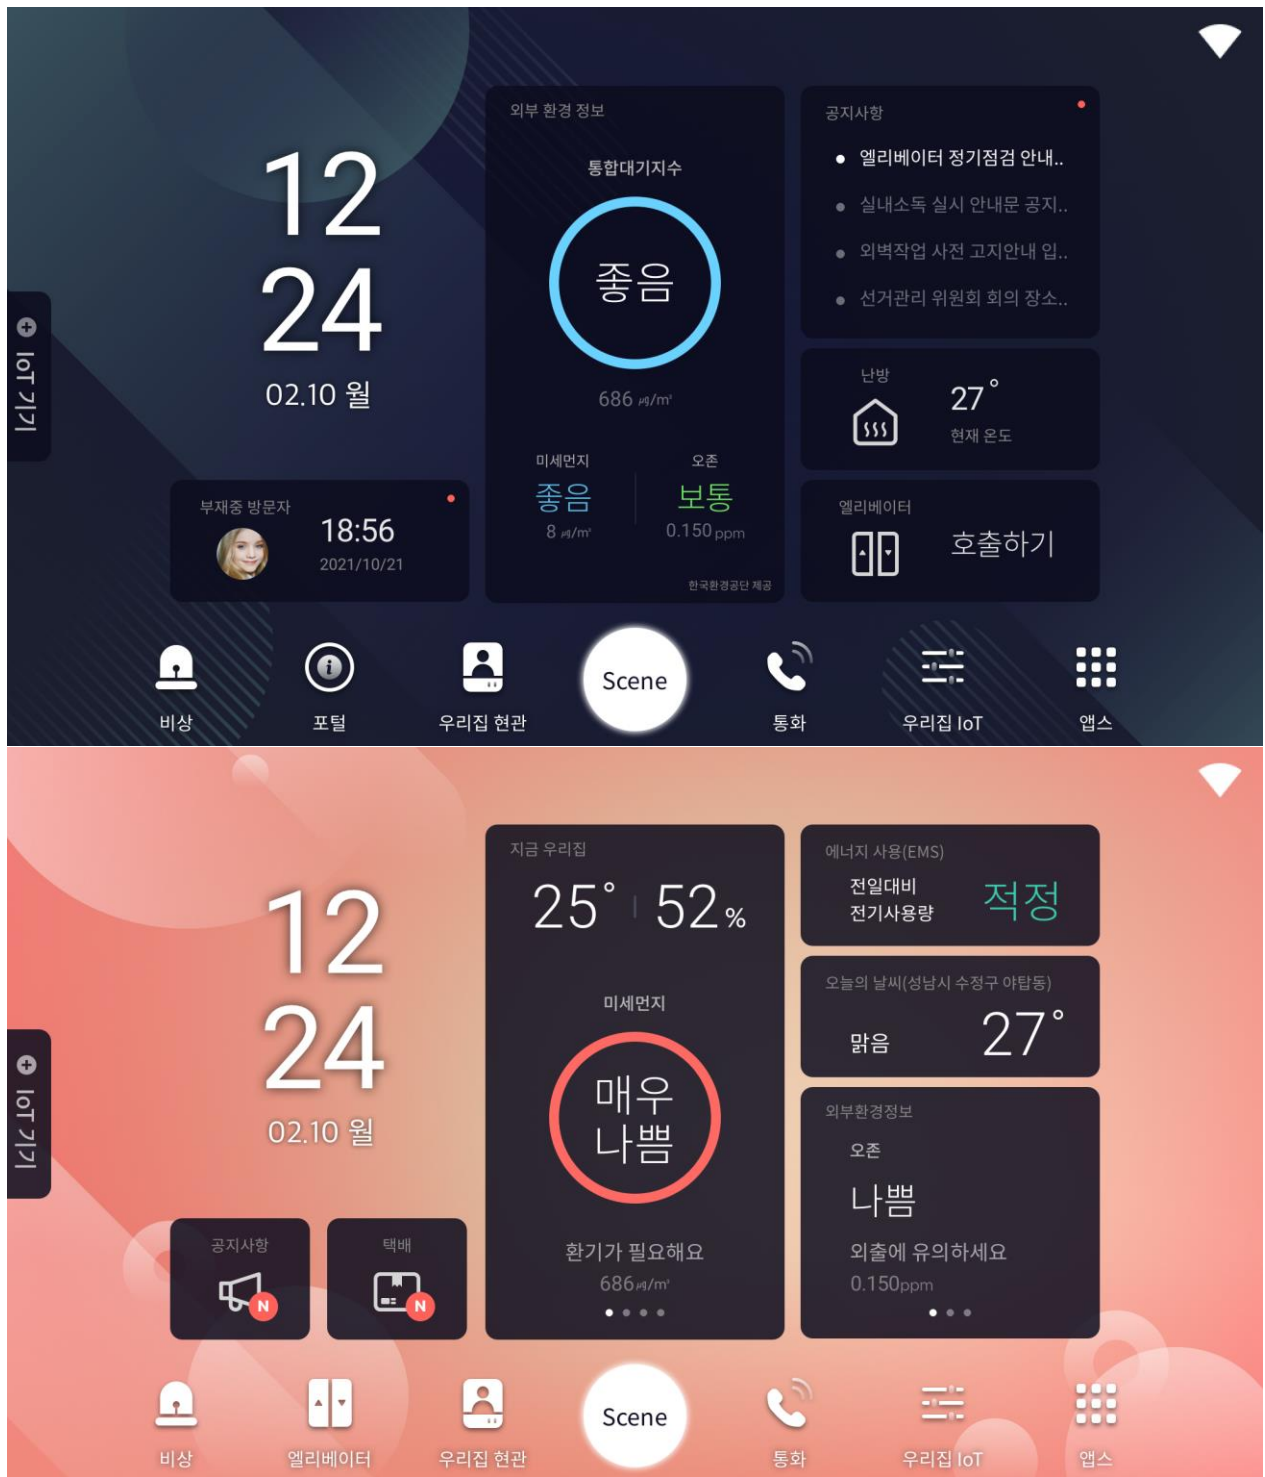 12
24
02.10 월
IoT 기기
부재중 방문자
18:56
2021/10/21
외부 환경 정보
통합대기지수
좋음
686 ㎍/㎥
미세먼지
좋음
8 ㎍/㎥
오존
보통
0.150 ppm
한국환경공단 제공
공지사항
엘리베이터 정기점검 안내..
실내소독 실시 안내문 공지..
외벽작업 사전 고지안내 입..
선거관리 위원회 회의 장소..
난방
27°
현재 온도
엘리베이터
호출하기
비상
포털
우리집 현관
Scene
통화
우리집 IoT
앱스
12
24
02.10 월
IoT 기기
공지사항
N
택배
N
지금 우리집
25° 52%
미세먼지
매우
나쁨
환기가 필요해요
686㎍/㎥
에너지 사용(EMS)
전일대비
전기사용량
적정
오늘의 날씨(성남시 수정구 야탑동)
맑음
27°
외부환경정보
오존
나쁨
외출에 유의하세요
0.150ppm
비상
엘리베이터
우리집 현관
Scene
통화
우리집 IoT
앱스